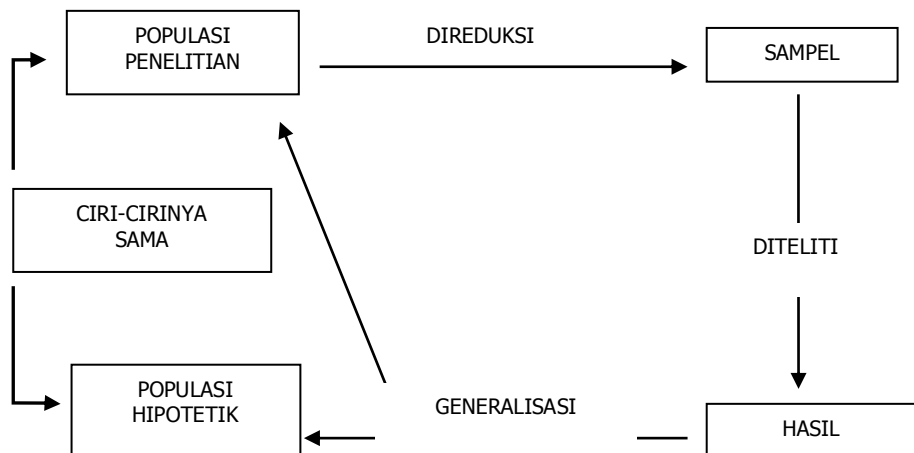 POPULASI
PENELITIAN
DIREDUKSI
SAMPEL
CIRI-CIRINYA
SAMA
DITELITI
POPULASI
HIPOTETIK
GENERALISASI
HASIL